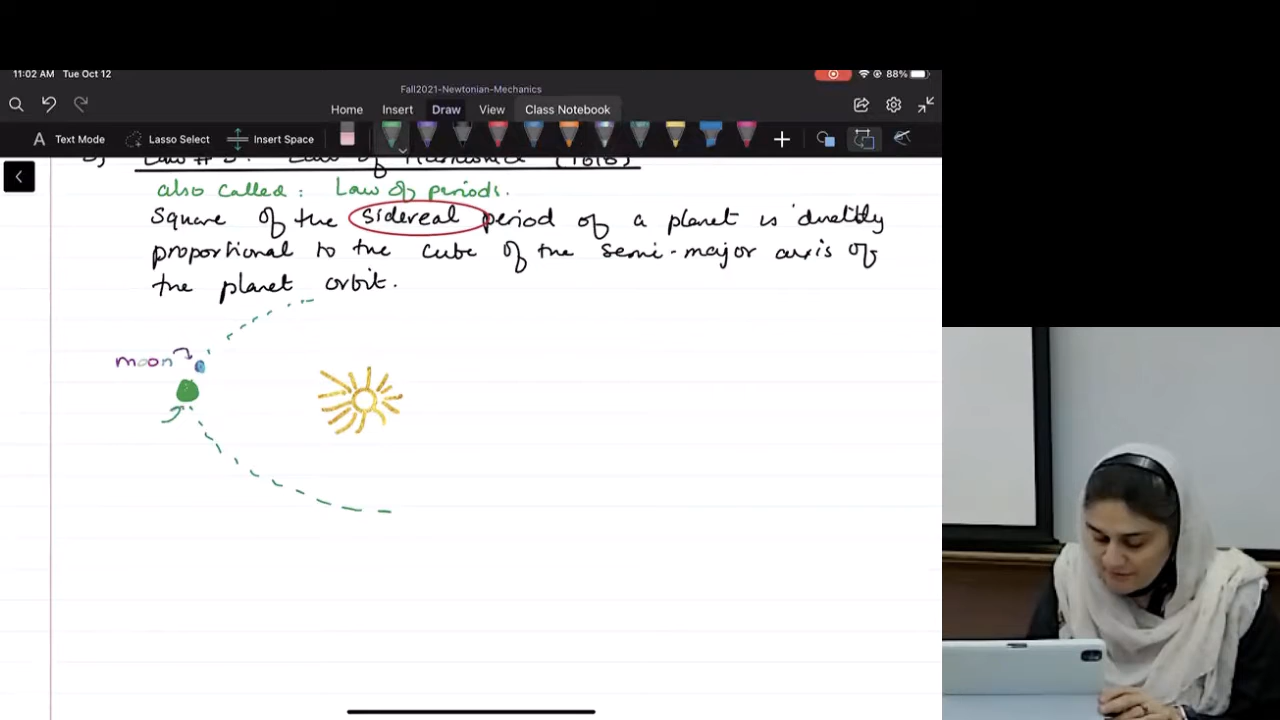 11:02 AM Tue Oct 12
88%
Fall2021-Newtonian-Mechanics
Home Insert Draw View Class Notebook
Text Mode Lasso Select Insert Space
Law of
also called: Law of periods.
Square of the sidereal period of a planet is directly
proportional to the cube of the semi-major axis of
the planet orbit.
moon